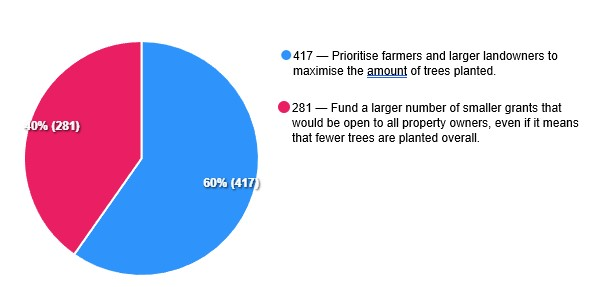 417 — Prioritise farmers and larger landowners to
maximise the amount of trees planted.
281 — Fund a larger number of smaller grants that
would be open to all property owners, even if it means
that fewer trees are planted overall.
40% (281)
60% (417)